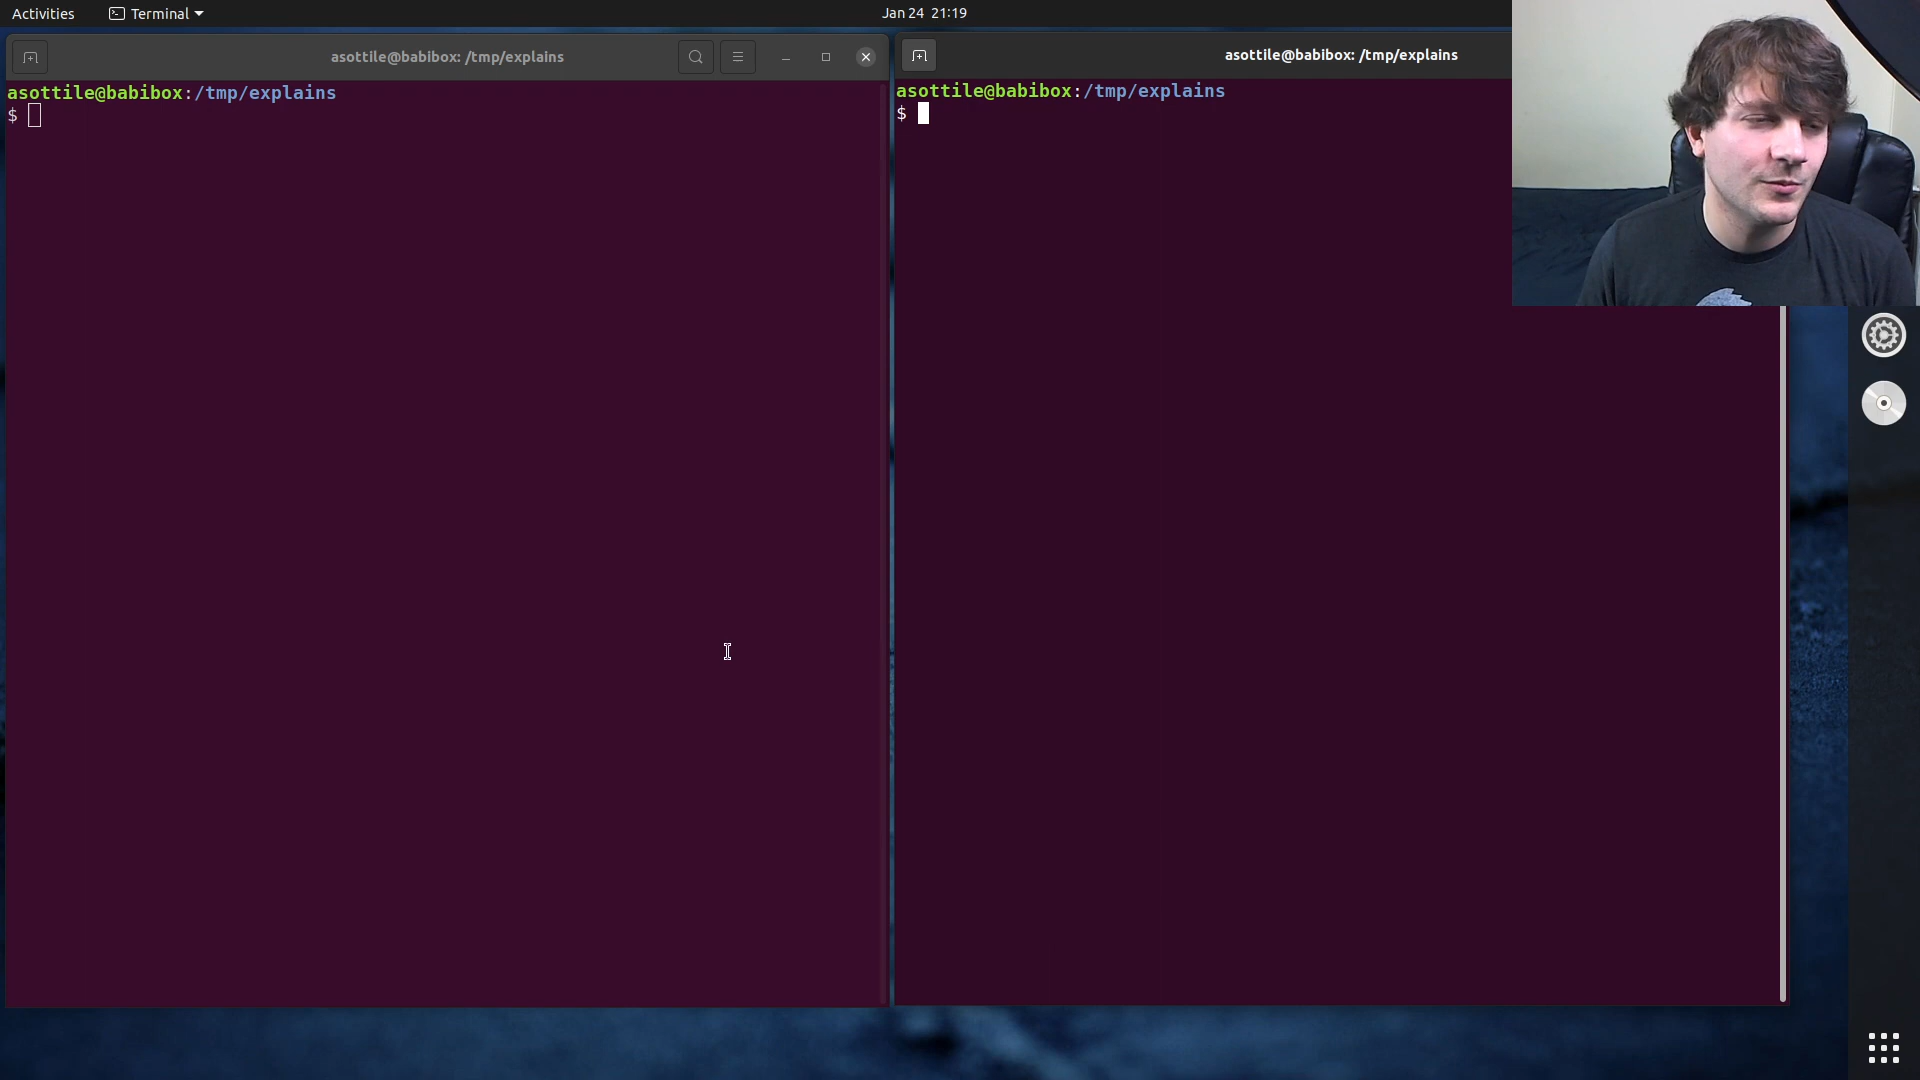 Activities
Terminal
Jan 24 21:19
asottile@babibox: /tmp/explains
asottile@babibox:/tmp/explains
$
asottile@babibox: /tmp/explains
asottile@babibox:/tmp/explains
$